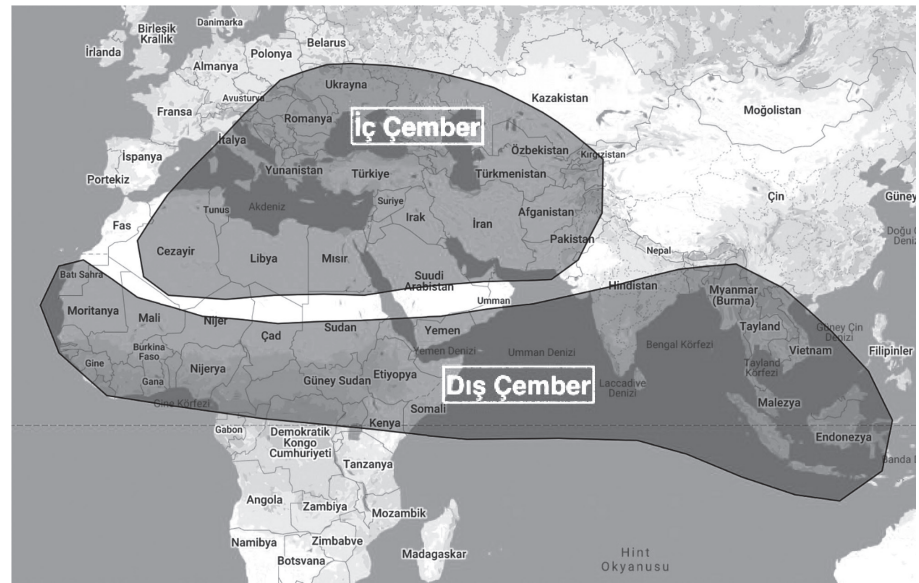 Danimarka
Birleşik
Krallık
Belarus
İrlanda
Polonya
Almanya
Ukrayna
Avusturya
Kazakistan
Fransa
Moğolistan
Romanya
İç Çember
İtalya
Özbekistan
Kırgızistan
İspanya
Yunanistan
Türkiye
Türkmenistan
Portekiz
Çin
Güney
Tunus
Akdeniz
Suriye
Afganistan
Fas
Irak
İran
Doğu Ç
Denizi
Cezayir
Libya
Mısır
Pakistan
Nepal
Batı Sahra
Suudi
Arabistan
Umman
Hindistan
Myanmar
(Burma)
Moritanya
Mali
Nijer
Çad
Sudan
Yemen
Tayland
Güney Çin
Denizi
Burkina
Faso
Yemen Denizi
Umman Denizi
Bengal Körfezi
Vietnam
Filipinler
Gine
Gana
Nijerya
Güney Sudan
Etiyopya
Dış Çember
Laccadive
Denizi
Tayland
Körfezi
Gine Körfezi
Somali
Malezya
Gabon
Demokratik
Kongo
Cumhuriyeti
Kenya
Endonezya
Tanzanya
Banda D
Angola
Zambiya
Mozambik
Namibya
Zimbabve
Botsvana
Madagaskar
Hint
Okyanusu